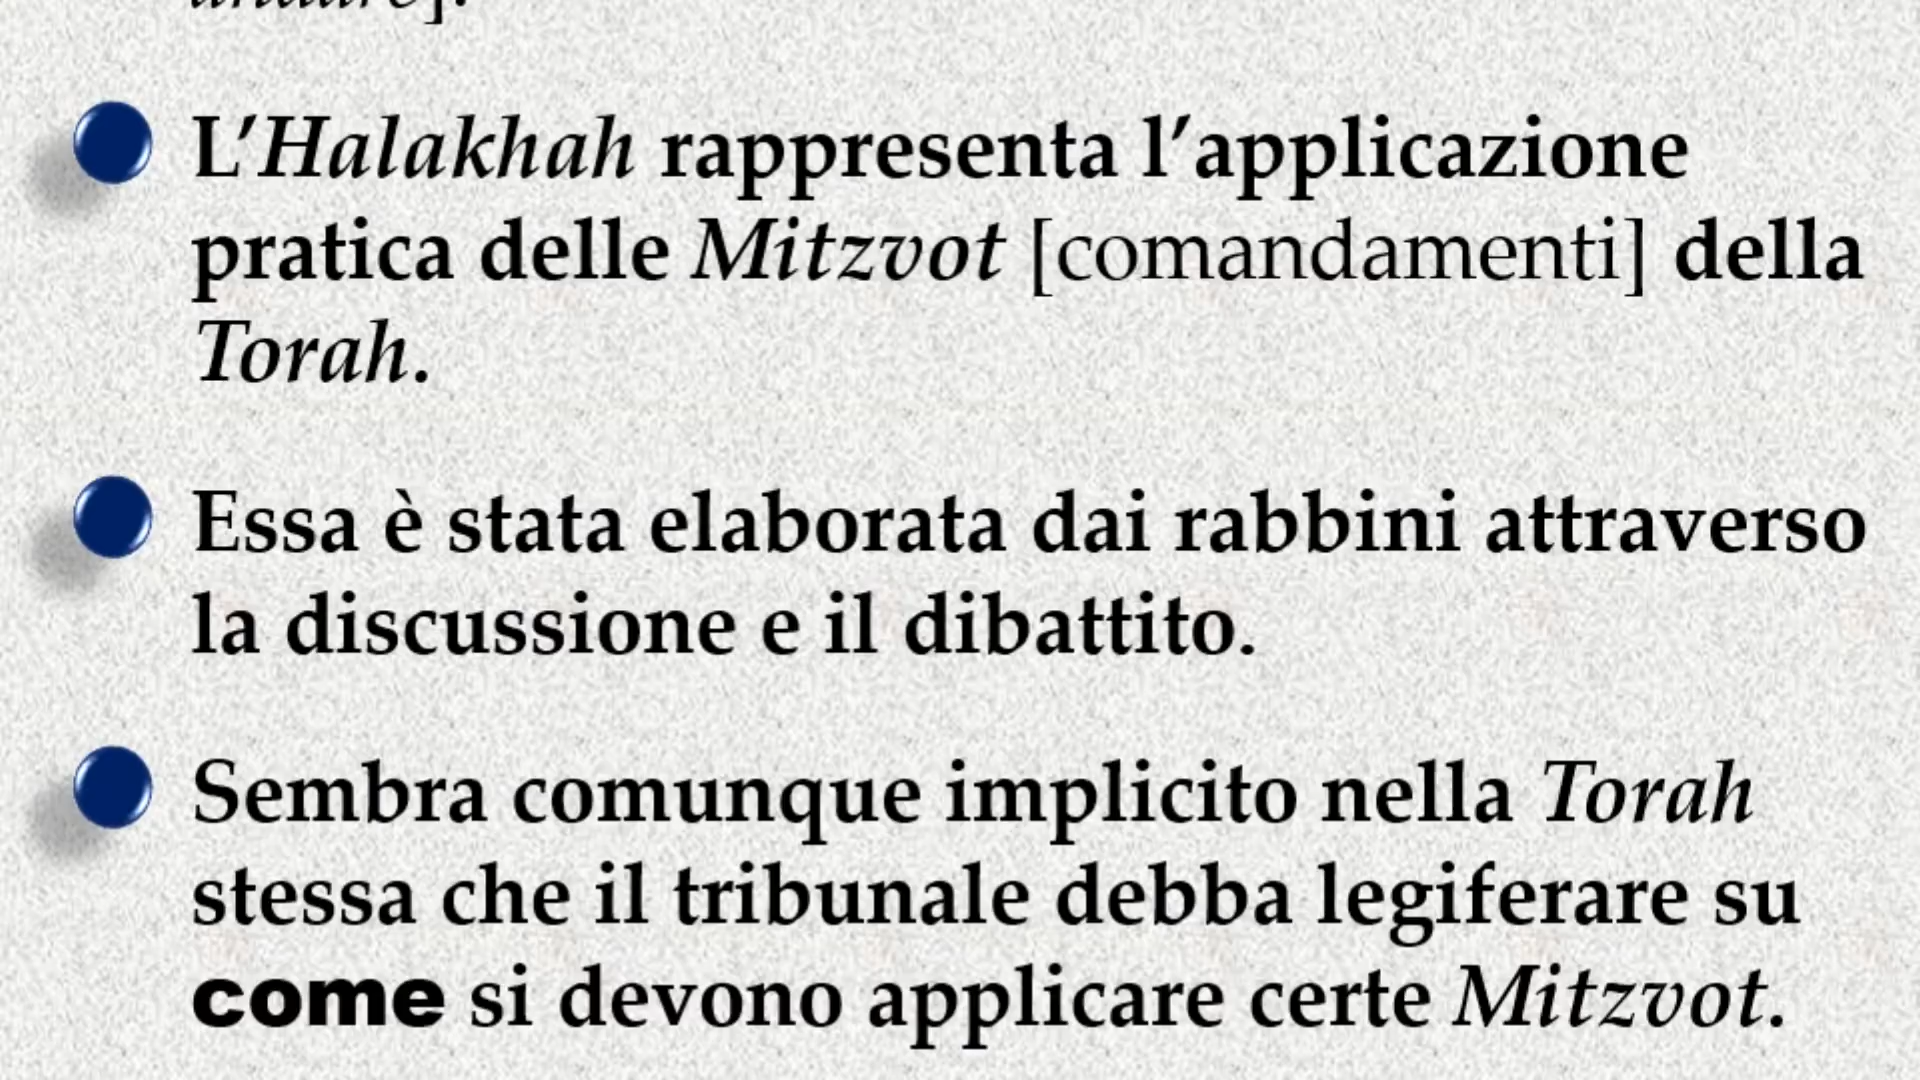 L’Halakhah rappresenta l’applicazione
pratica delle Mitzvot [comandamenti] della
Torah.
Essa è stata elaborata dai rabbini attraverso
la discussione e il dibattito.
Sembra comunque implicito nella Torah
stessa che il tribunale debba legiferare su
come si devono applicare certe Mitzvot.